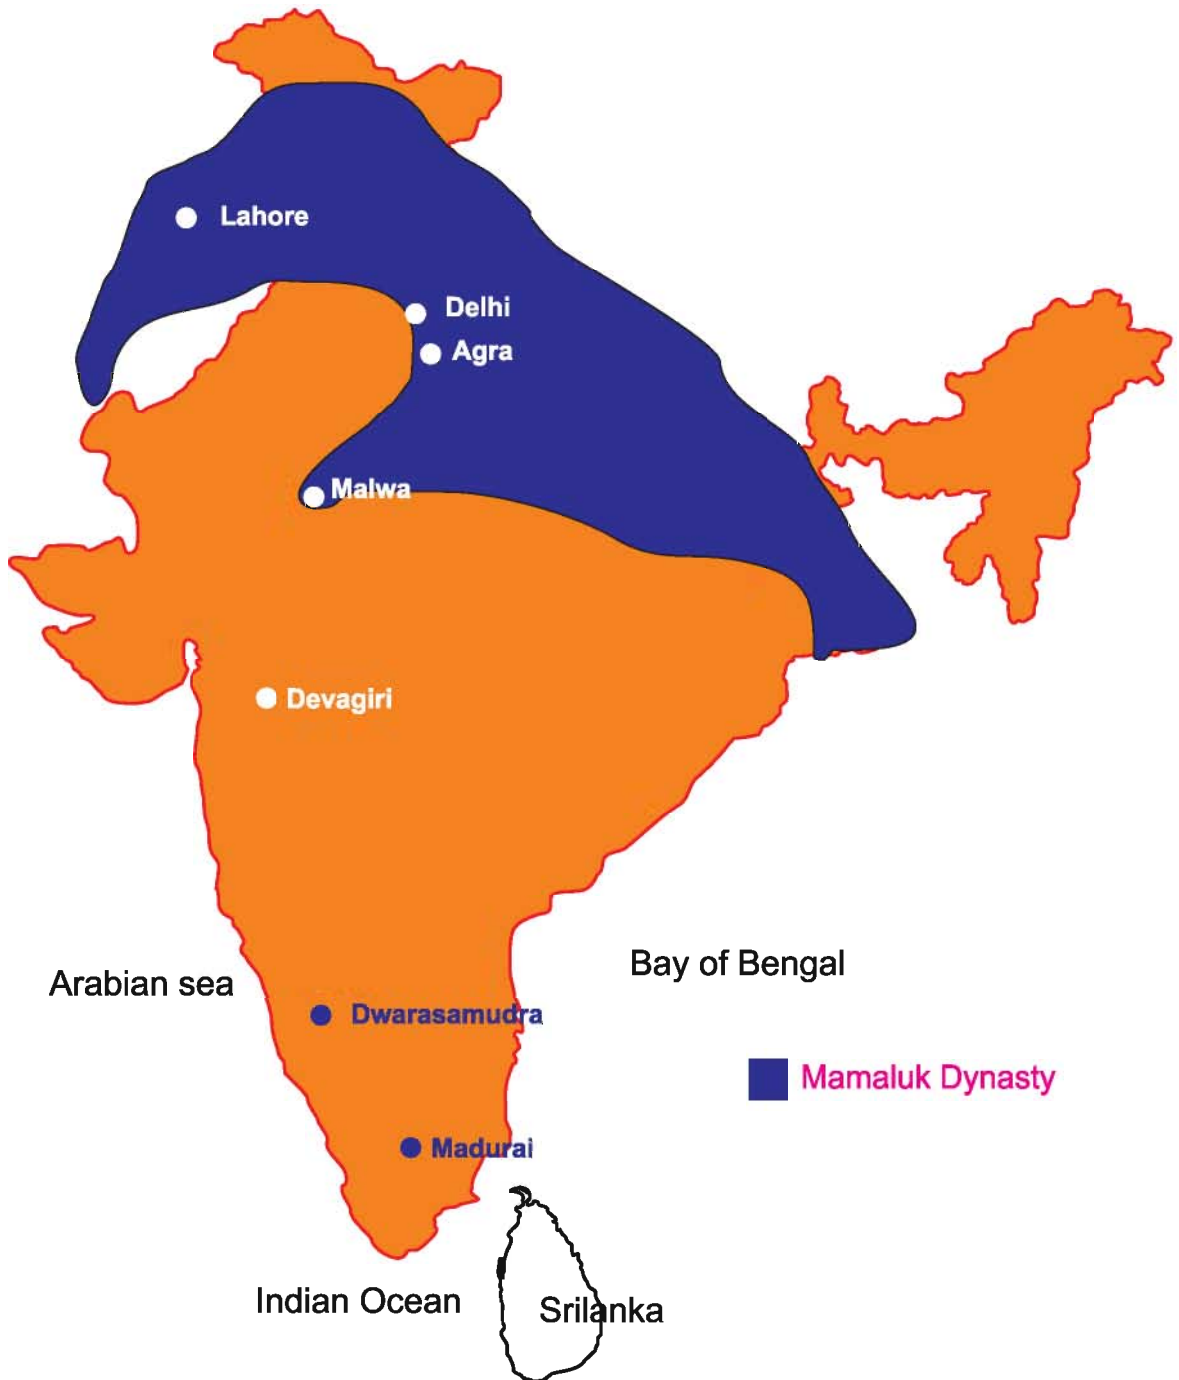 Lahore
Delhi
Agra
Malwa
Devagiri
Bay of Bengal
Arabian sea
Dwarasamudra
Mamaluk Dynasty
Madurai
Indian Ocean
Srilanka